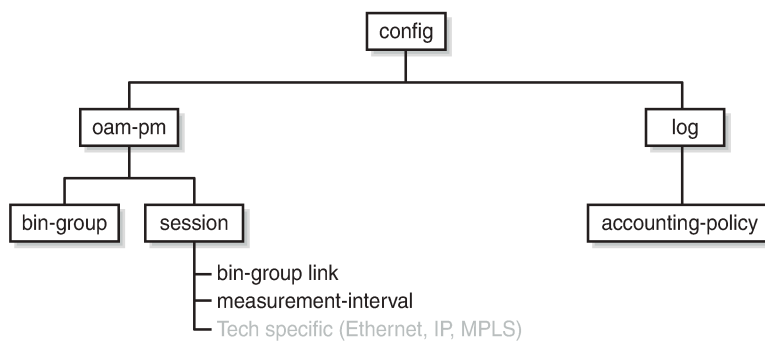 config
oam-pm
log
bin-group
session
accounting-policy
bin-group link
measurement-interval
Tech specific (Ethernet, IP, MPLS)